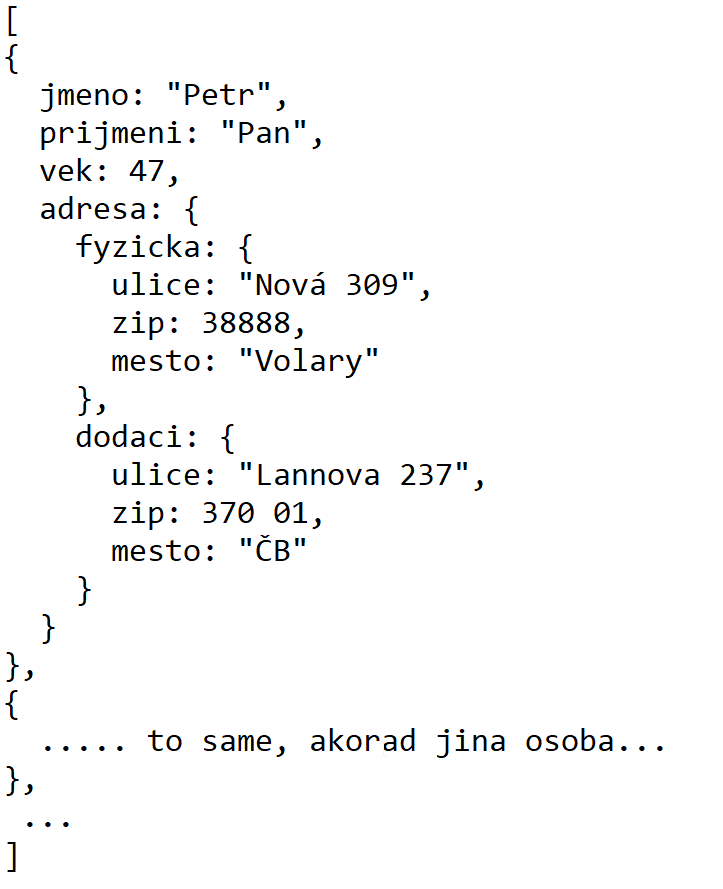 [
{
  jmeno: "Petr",
  prijmeni: "Pan",
  vek: 47,
  adresa: {
    fyzicka: {
      ulice: "Nová 309",
      zip: 38888,
      mesto: "Volary"
    },
    dodaci: {
      ulice: "Lannova 237",
      zip: 370 01,
      mesto: "ČB"
    }
  }
},
{
  ..... to same, akorad jina osoba...
},
 ...
]